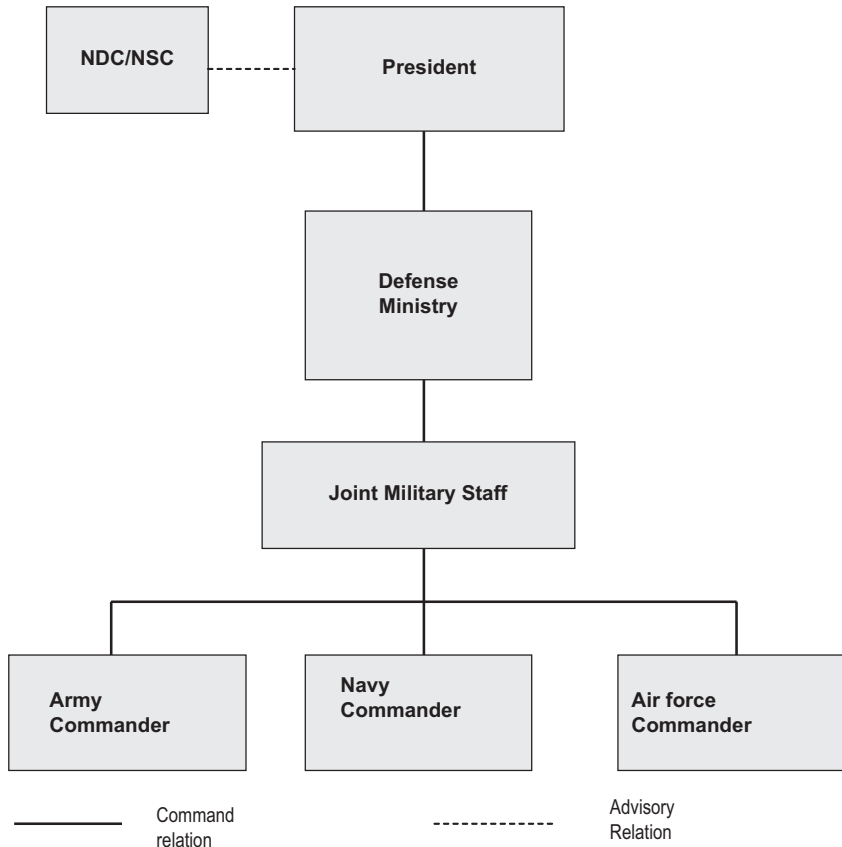 NDC/NSC
President
Defense
Ministry
Joint Military Staff
Army
Commander
Navy
Commander
Air force
Commander
Command
relation
Advisory
Relation